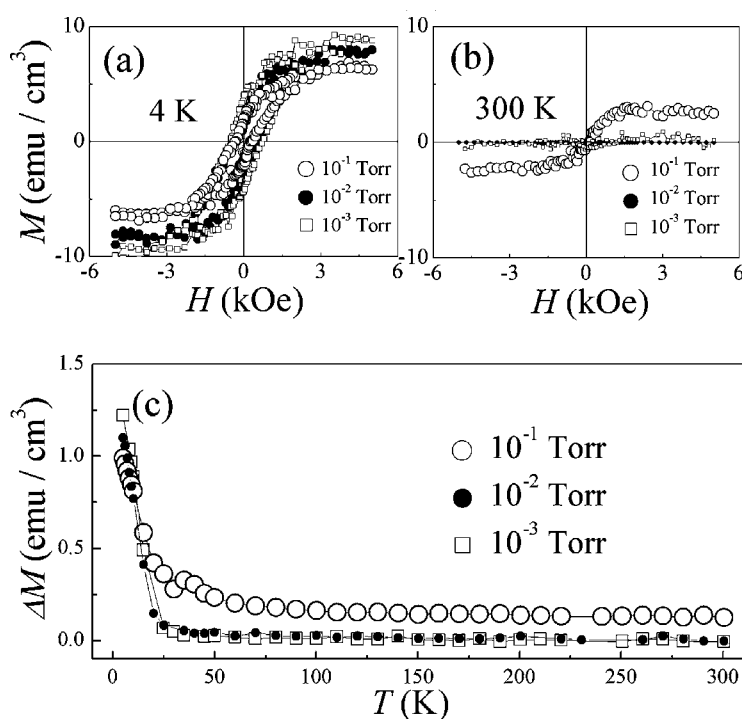 10
(a)
4 K
0
10⁻¹ Torr
10⁻² Torr
10⁻³ Torr
-10
-6 -3 0 3 6
H (kOe)
M (emu / cm³)
10
(b)
300 K
0
10⁻¹ Torr
10⁻² Torr
10⁻³ Torr
-10
-6 -3 0 3 6
H (kOe)
1.5
(c)
1.0
0.5
0.0
10⁻¹ Torr
10⁻² Torr
10⁻³ Torr
0 50 100 150 200 250 300
T (K)
ΔM (emu / cm³)